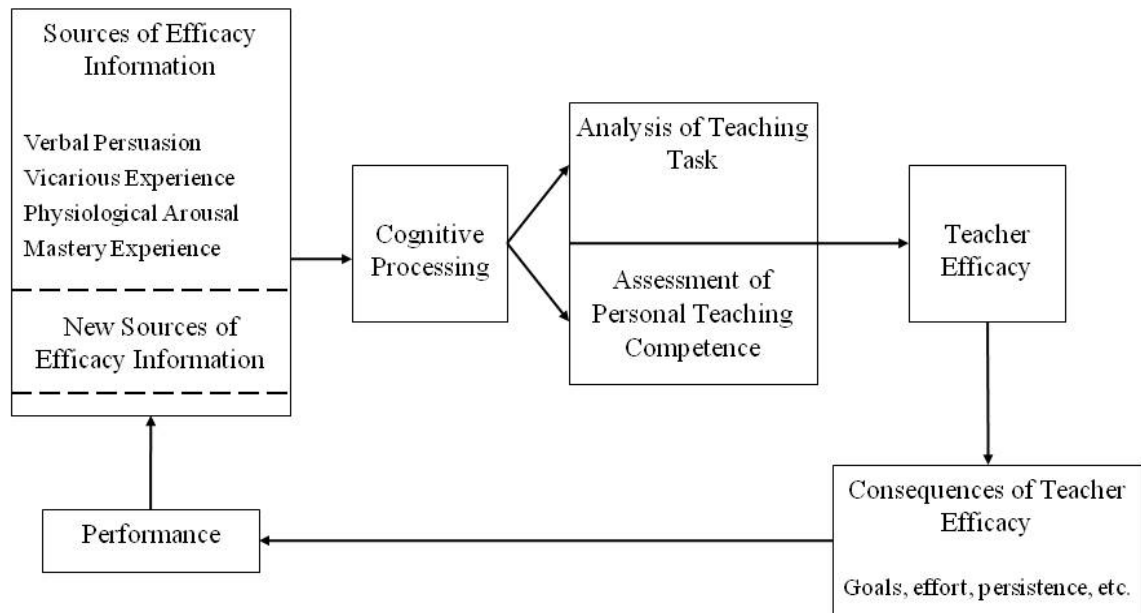 Sources of Efficacy
Information
Verbal Persuasion
Vicarious Experience
Physiological Arousal
Mastery Experience
New Sources of
Efficacy Information
Cognitive
Processing
Analysis of Teaching
Task
Assessment of
Personal Teaching
Competence
Teacher
Efficacy
Consequences of Teacher
Efficacy
Goals, effort, persistence, etc.
Performance